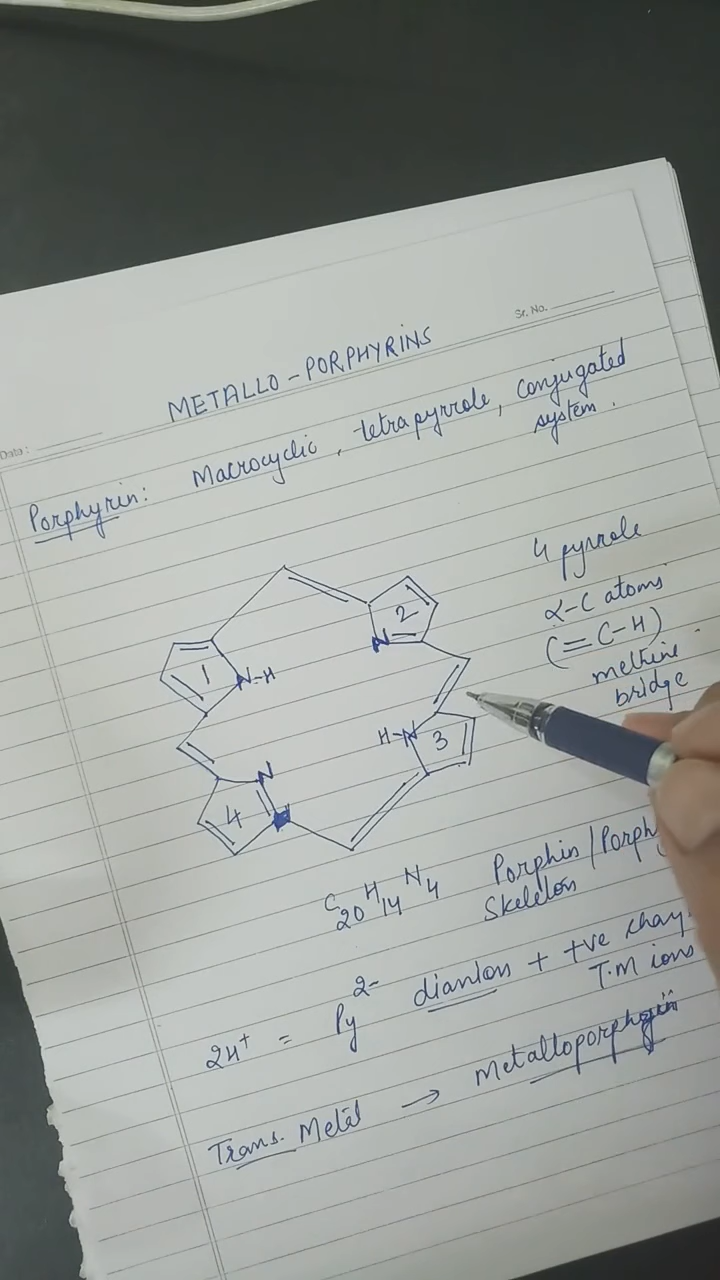 Sr. No.
METALLO - PORPHYRINS
Date :
Porphyrin: Macrocyclic, tetrapyrrole, conjugated
system.
4 pyrrole
α-C atoms
(=C-H)
methine
bridge
1
N-H
2
N
H-N
3
4
N
C20H14N4 Porphin / Porph
Skeleton
2H+ = Py2- dianion + +ve charg
T.M ions
Trans. Metal → Metalloporphyrin